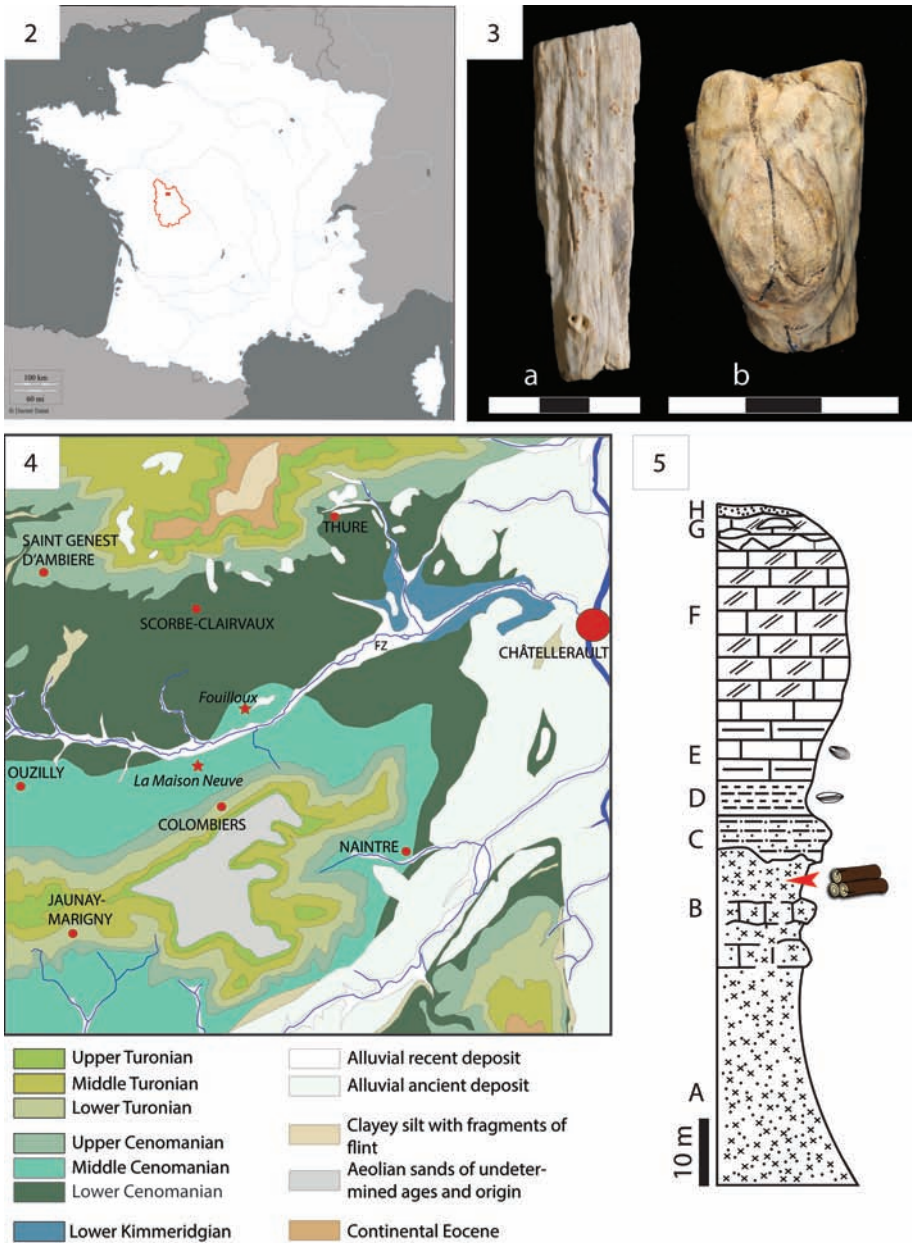 2
100 km
60 mi
© Daniel Dalet
3
a
b
4
THURE
SAINT GENEST
D'AMBIERE
SCORBE-CLAIRVAUX
FZ
CHÂTELLERAULT
Fouilloux
OUZILLY
La Maison Neuve
COLOMBIERS
NAINTRE
JAUNAY-
MARIGNY
Upper Turonian
Middle Turonian
Lower Turonian
Upper Cenomanian
Middle Cenomanian
Lower Cenomanian
Lower Kimmeridgian
Alluvial recent deposit
Alluvial ancient deposit
Clayey silt with fragments of
flint
Aeolian sands of undeter-
mined ages and origin
Continental Eocene
5
H
G
F
E
D
C
B
A
10 m